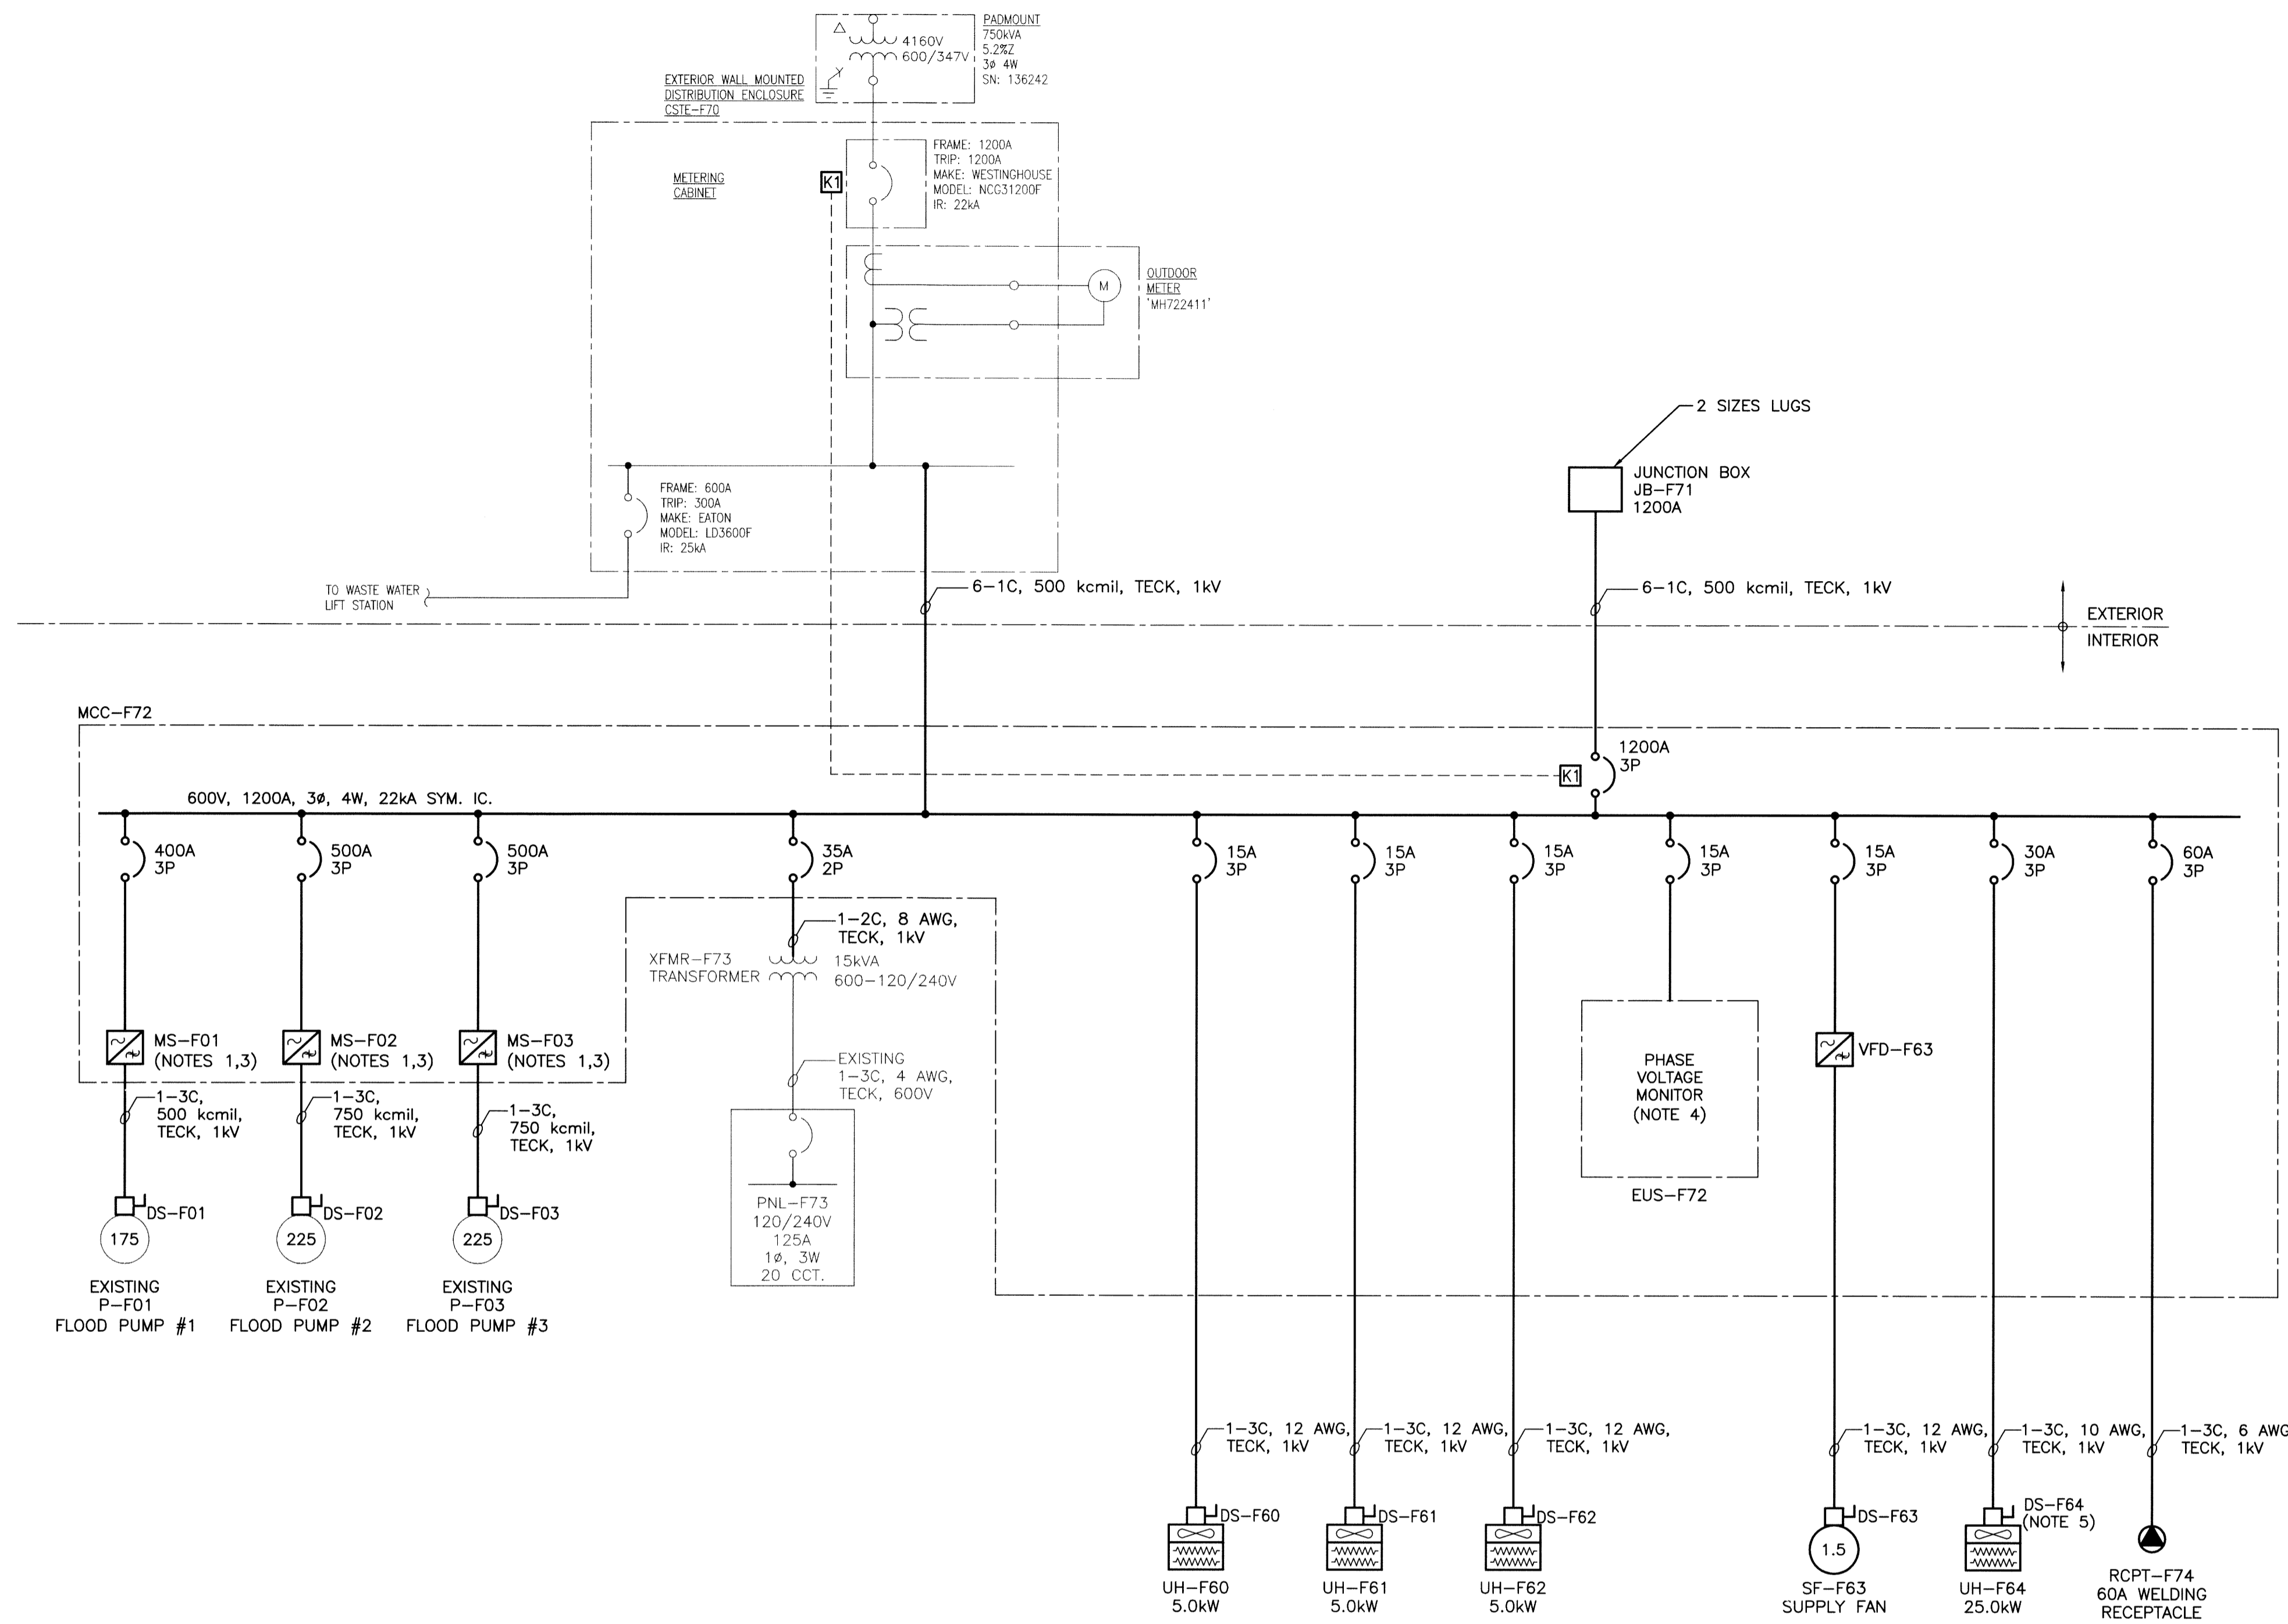 PADMOUNT
750kVA
5.2%Z
3ø 4W
SN: 136242
4160V
600/347V
EXTERIOR WALL MOUNTED
DISTRIBUTION ENCLOSURE
CSTE-F70
METERING
CABINET
K1
FRAME: 1200A
TRIP: 1200A
MAKE: WESTINGHOUSE
MODEL: NCG31200F
IR: 22kA
M
OUTDOOR
METER
'MH722411'
FRAME: 600A
TRIP: 300A
MAKE: EATON
MODEL: LD3600F
IR: 25kA
TO WASTE WATER
LIFT STATION
6-1C, 500 kcmil, TECK, 1kV
2 SIZES LUGS
JUNCTION BOX
JB-F71
1200A
6-1C, 500 kcmil, TECK, 1kV
EXTERIOR
INTERIOR
MCC-F72
1200A
3P
K1
600V, 1200A, 3ø, 4W, 22kA SYM. IC.
400A
3P
500A
3P
500A
3P
35A
2P
15A
3P
15A
3P
15A
3P
15A
3P
15A
3P
30A
3P
60A
3P
1-2C, 8 AWG,
TECK, 1kV
XFMR-F73
TRANSFORMER
15kVA
600-120/240V
MS-F01
(NOTES 1,3)
MS-F02
(NOTES 1,3)
MS-F03
(NOTES 1,3)
EXISTING
1-3C, 4 AWG,
TECK, 600V
PHASE
VOLTAGE
MONITOR
(NOTE 4)
EUS-F72
VFD-F63
1-3C,
500 kcmil,
TECK, 1kV
1-3C,
750 kcmil,
TECK, 1kV
1-3C,
750 kcmil,
TECK, 1kV
PNL-F73
120/240V
125A
1ø, 3W
20 CCT.
DS-F01
175
EXISTING
P-F01
FLOOD PUMP #1
DS-F02
225
EXISTING
P-F02
FLOOD PUMP #2
DS-F03
225
EXISTING
P-F03
FLOOD PUMP #3
1-3C, 12 AWG,
TECK, 1kV
1-3C, 12 AWG,
TECK, 1kV
1-3C, 12 AWG,
TECK, 1kV
1-3C, 12 AWG,
TECK, 1kV
1-3C, 10 AWG,
TECK, 1kV
1-3C, 6 AWG
TECK, 1kV
DS-F60
UH-F60
5.0kW
DS-F61
UH-F61
5.0kW
DS-F62
UH-F62
5.0kW
DS-F63
1.5
SF-F63
SUPPLY FAN
DS-F64
(NOTE 5)
UH-F64
25.0kW
RCPT-F74
60A WELDING
RECEPTACLE